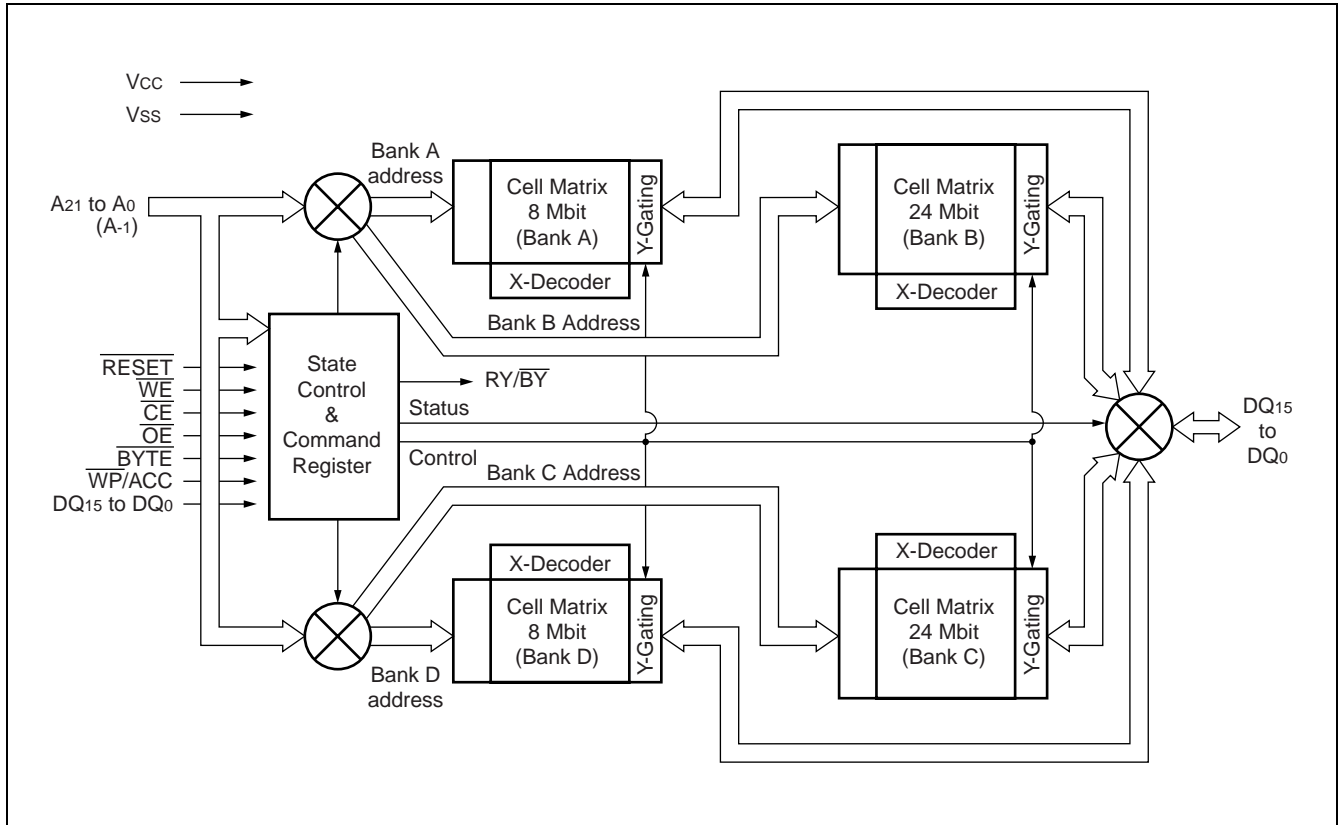 VCC
VSS
A21 to A0
(A-1)
Bank A
address
Cell Matrix
8 Mbit
(Bank A)
Y-Gating
X-Decoder
Cell Matrix
24 Mbit
(Bank B)
Y-Gating
X-Decoder
Bank B Address
RESET
WE
CE
OE
BYTE
WP/ACC
DQ15 to DQ0
State
Control
&
Command
Register
RY/BY
Status
Control
DQ15
to
DQ0
Bank C Address
X-Decoder
Cell Matrix
8 Mbit
(Bank D)
Y-Gating
Bank D
address
X-Decoder
Cell Matrix
24 Mbit
(Bank C)
Y-Gating